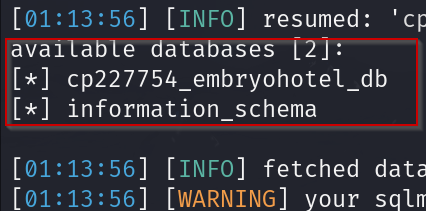 [01:13:56] [INFO] resumed: 'cp
available databases [2]:
[*] cp227754_embryohotel_db
[*] information_schema
[01:13:56] [INFO] fetched data
[01:13:56] [WARNING] your sqlm